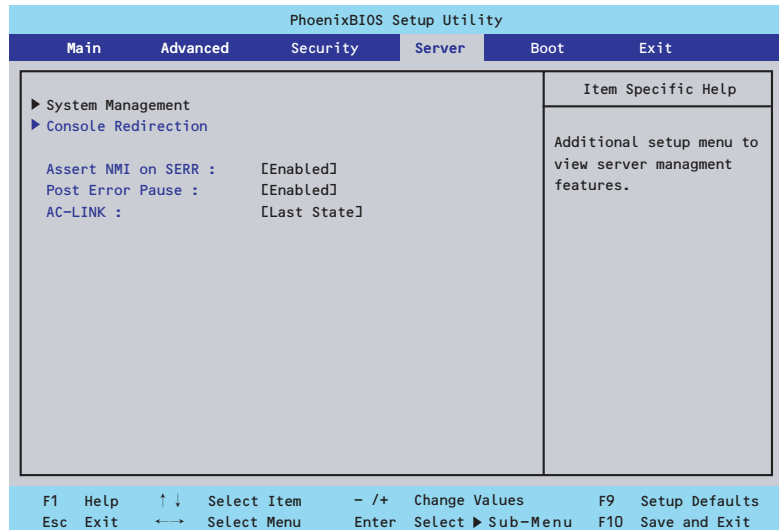 PhoenixBIOS Setup Utility
Main Advanced Security Server Boot Exit
Item Specific Help
▶ System Management
▶ Console Redirection
Additional setup menu to
view server managment
features.
Assert NMI on SERR : [Enabled]
Post Error Pause : [Enabled]
AC-LINK : [Last State]
F1 Help ↑↓ Select Item - /+ Change Values F9 Setup Defaults
Esc Exit ←→ Select Menu Enter Select ▶ Sub-Menu F10 Save and Exit